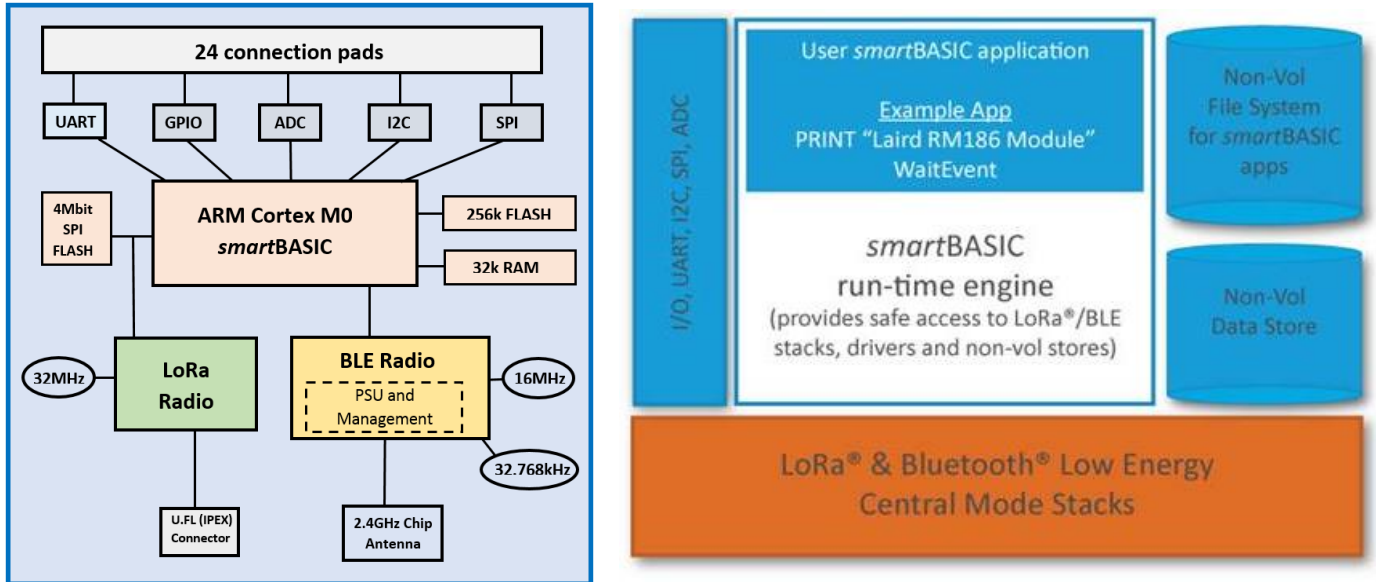 24 connection pads
UART
GPIO
ADC
I2C
SPI
4Mbit
SPI
FLASH
ARM Cortex M0
smartBASIC
256k FLASH
32k RAM
32MHz
LoRa
Radio
BLE Radio
PSU and
Management
16MHz
32.768kHz
U.FL (IPEX)
Connector
2.4GHz Chip
Antenna
I/O, UART, I2C, SPI, ADC
User smartBASIC application
Example App
PRINT “Laird RM186 Module”
WaitEvent
smartBASIC
run-time engine
(provides safe access to LoRa®/BLE
stacks, drivers and non-vol stores)
Non-Vol
File System
for smartBASIC
apps
Non-Vol
Data Store
LoRa® & Bluetooth® Low Energy
Central Mode Stacks